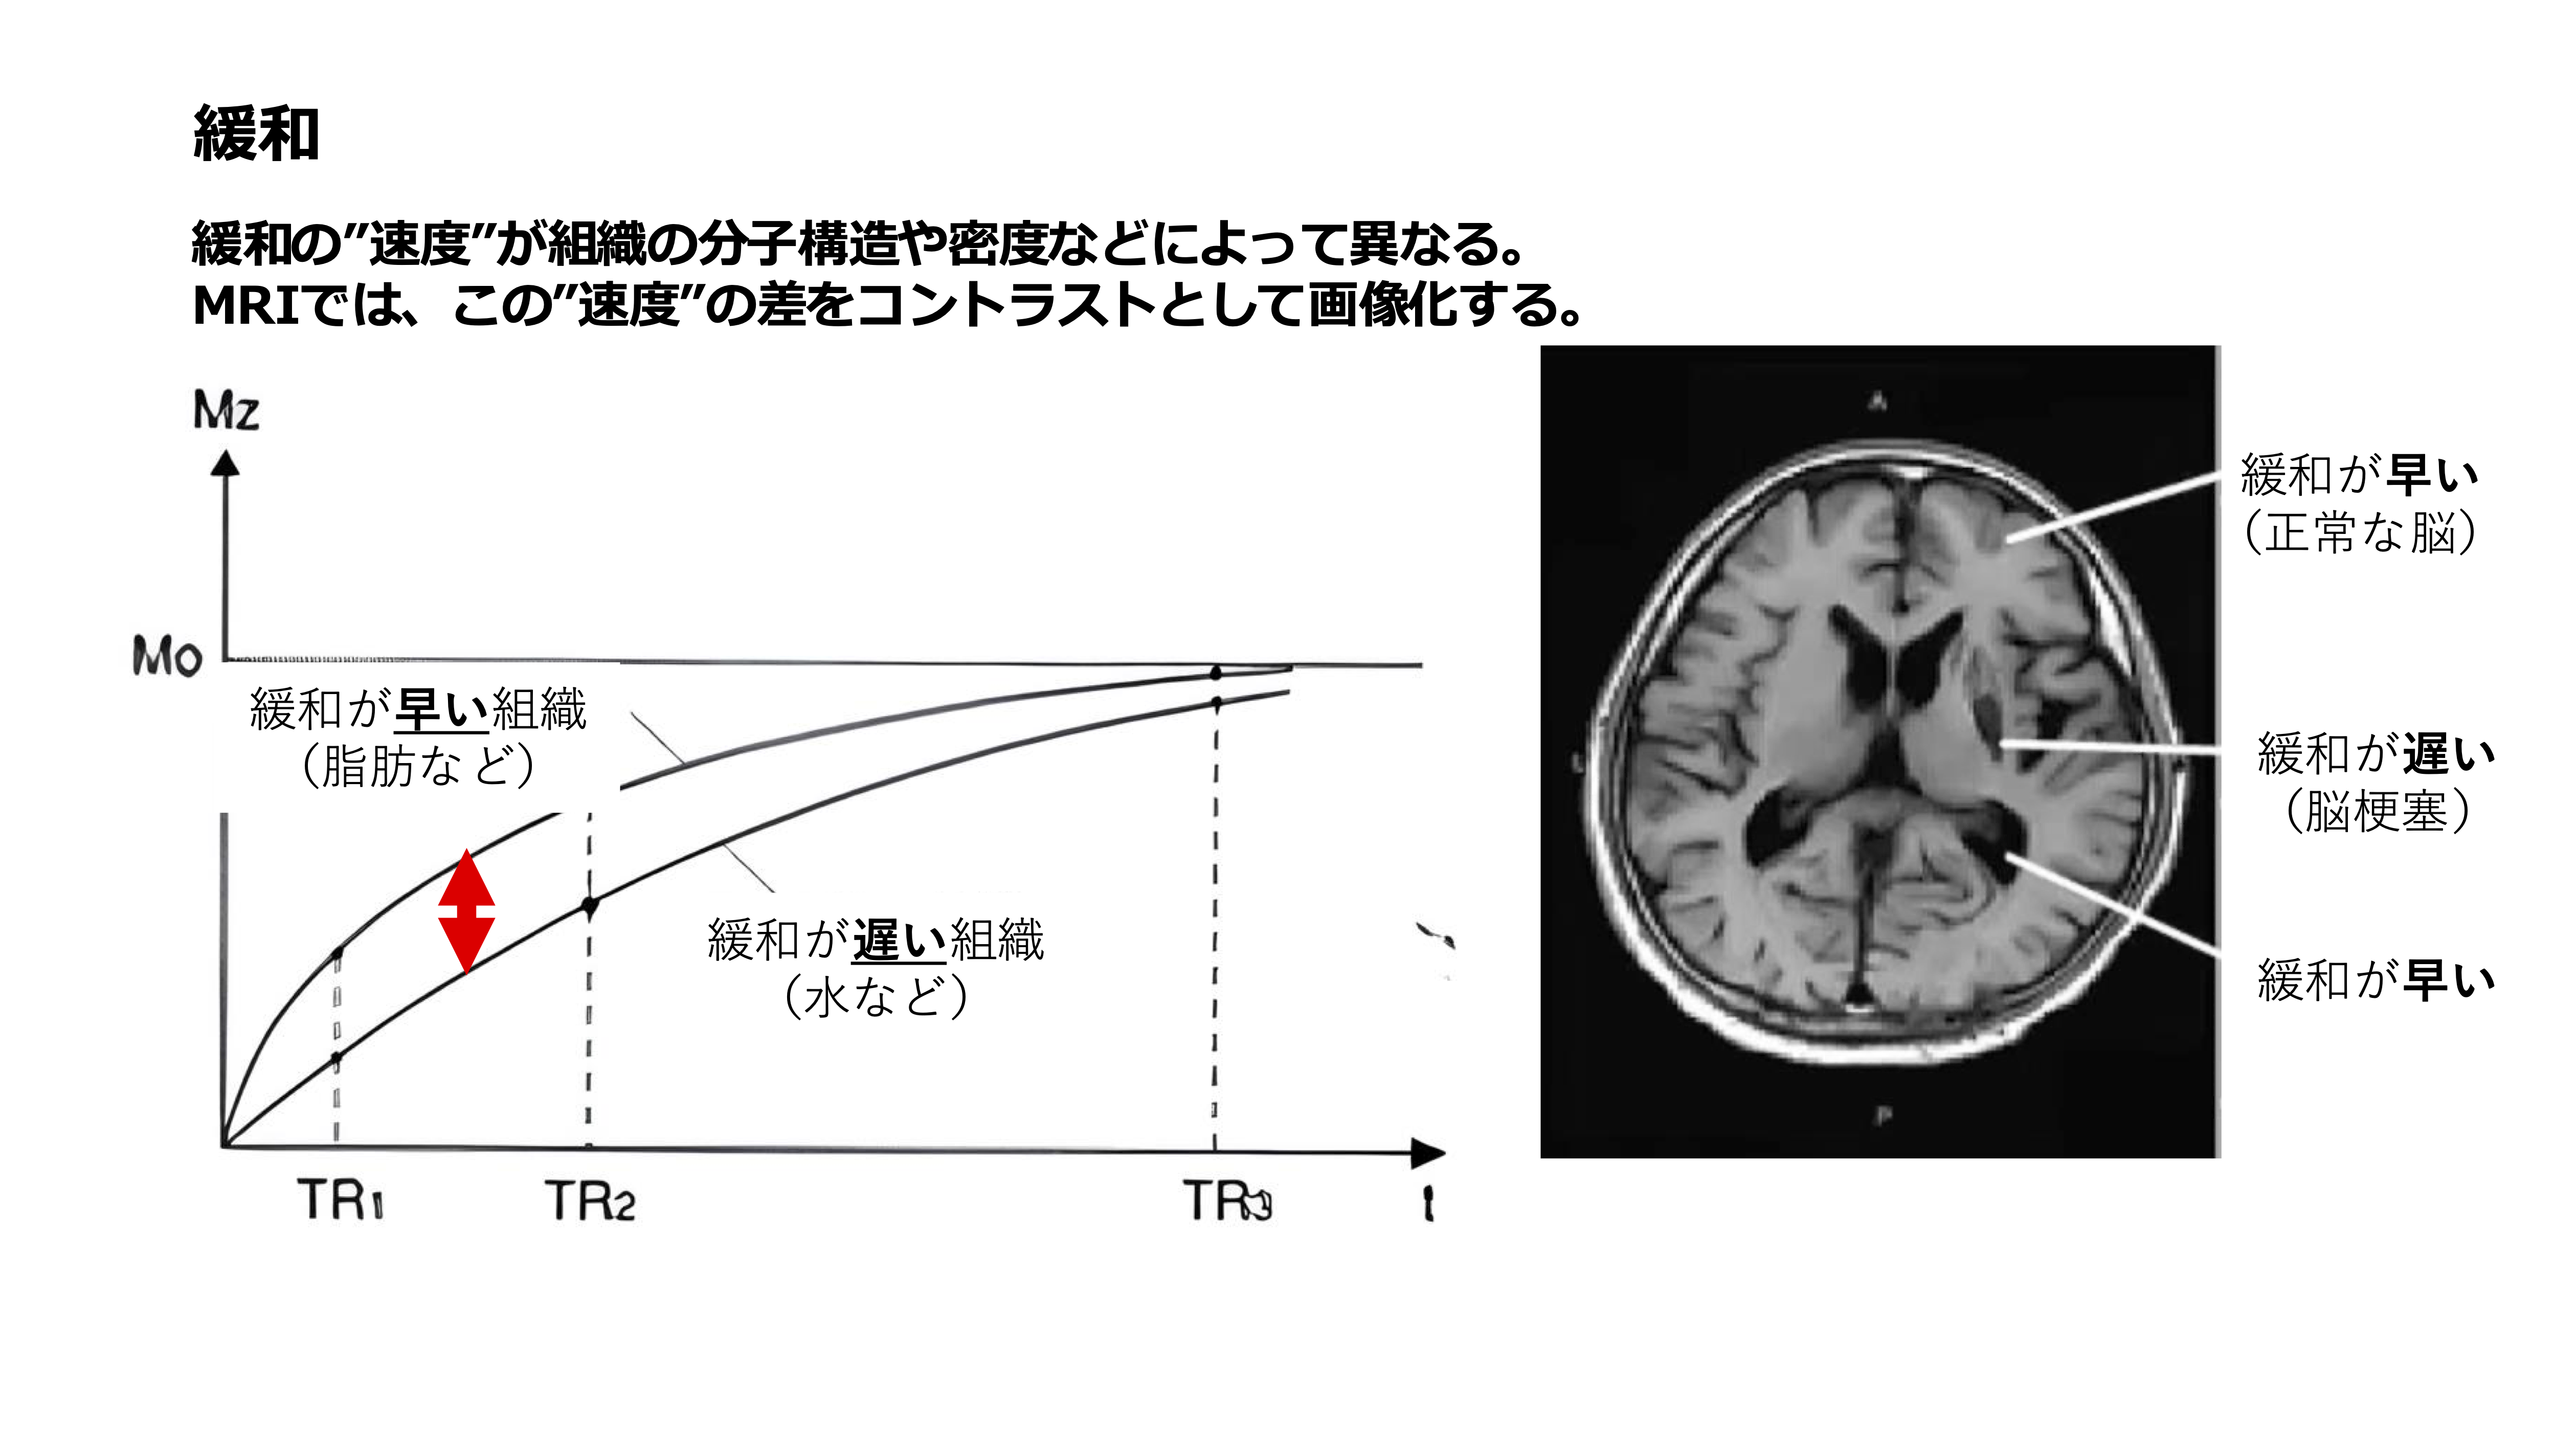 緩和
緩和の”速度”が組織の分子構造や密度などによって異なる。
MRIでは、この”速度”の差をコントラストとして画像化する。
Mz
Mo
緩和が早い組織
（脂肪など）
緩和が遅い組織
（水など）
TR1
TR2
TR3
t
A
P
緩和が早い
（正常な脳）
緩和が遅い
（脳梗塞）
緩和が早い